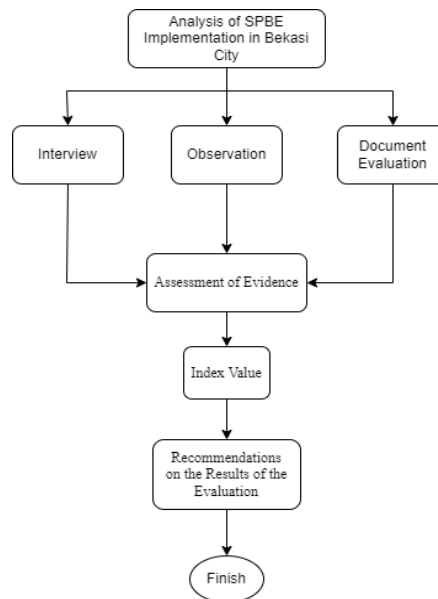 Analysis of SPBE
Implementation in Bekasi
City
Interview
Observation
Document
Evaluation
Assessment of Evidence
Index Value
Recommendations
on the Results of the
Evaluation
Finish